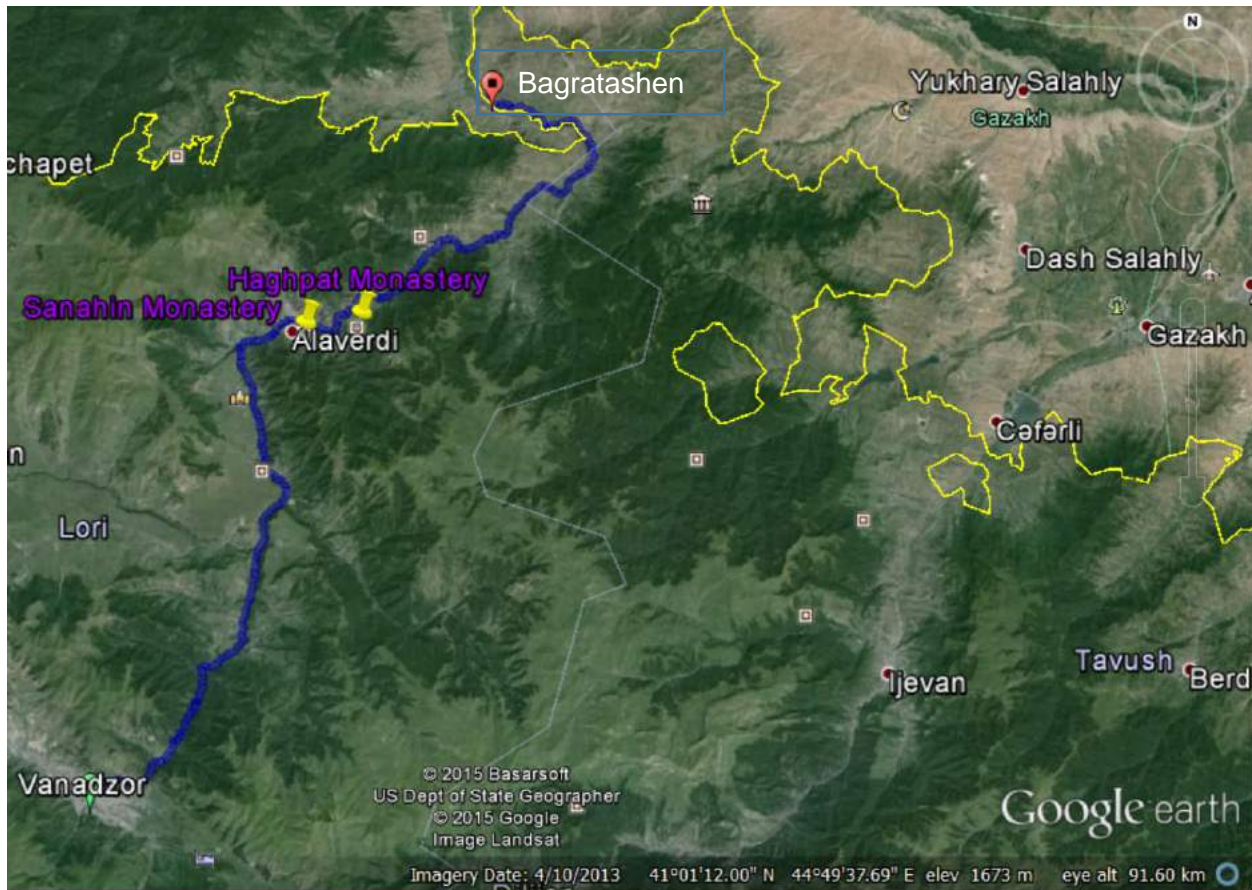 N
Bagratashen
Yukhary Salahly
Gazakh
chapet
Dash Salahly
Haghpat Monastery
Sanahin Monastery
Alaverdi
Gazakh
Cəfərli
n
Lori
Tavush
Ijevan
Berd
Vanadzor
© 2015 Basarsoft
US Dept of State Geographer
© 2015 Google
Image Landsat
Google earth
Imagery Date: 4/10/2013 41°01'12.00" N 44°49'37.69" E elev 1673 m eye alt 91.60 km